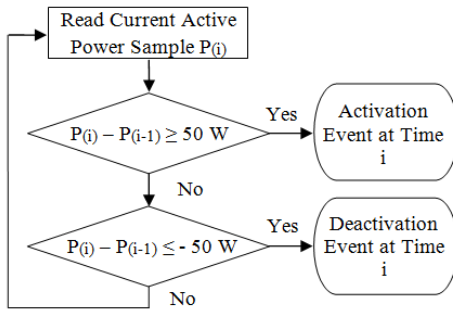 Read Current Active
Power Sample P(i)
Yes
P(i) – P(i-1) ≥ 50 W
Activation
Event at Time
i
No
Yes
P(i) – P(i-1) ≤ - 50 W
Deactivation
Event at Time
i
No